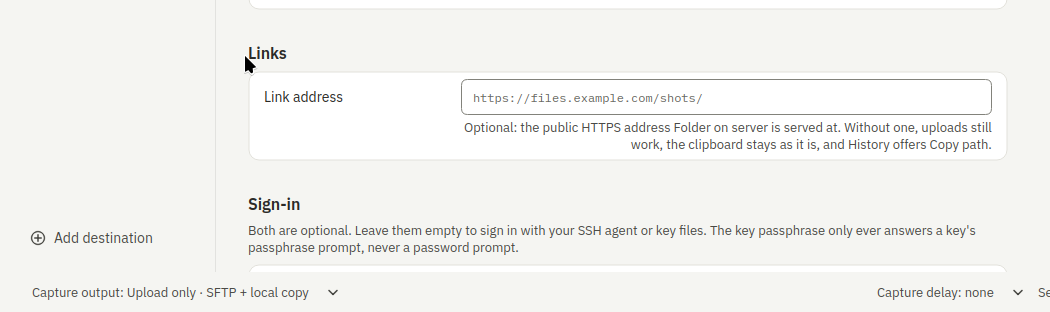 Links
Link address
https://files.example.com/shots/
Optional: the public HTTPS address Folder on server is served at. Without one, uploads still
work, the clipboard stays as it is, and History offers Copy path.
Sign-in
Both are optional. Leave them empty to sign in with your SSH agent or key files. The key passphrase only ever answers a key's
passphrase prompt, never a password prompt.
Add destination
Capture output: Upload only · SFTP + local copy
Capture delay: none